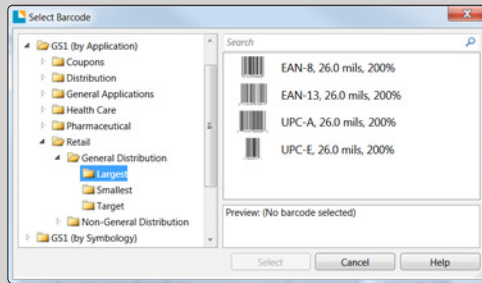 Select Barcode
GS1 (by Application)
Coupons
Distribution
General Applications
Health Care
Pharmaceutical
Retail
General Distribution
Largest
Smallest
Target
Non-General Distribution
GS1 (by Symbology)
Search
EAN-8, 26.0 mils, 200%
EAN-13, 26.0 mils, 200%
UPC-A, 26.0 mils, 200%
UPC-E, 26.0 mils, 200%
Preview: (No barcode selected)
Select
Cancel
Help